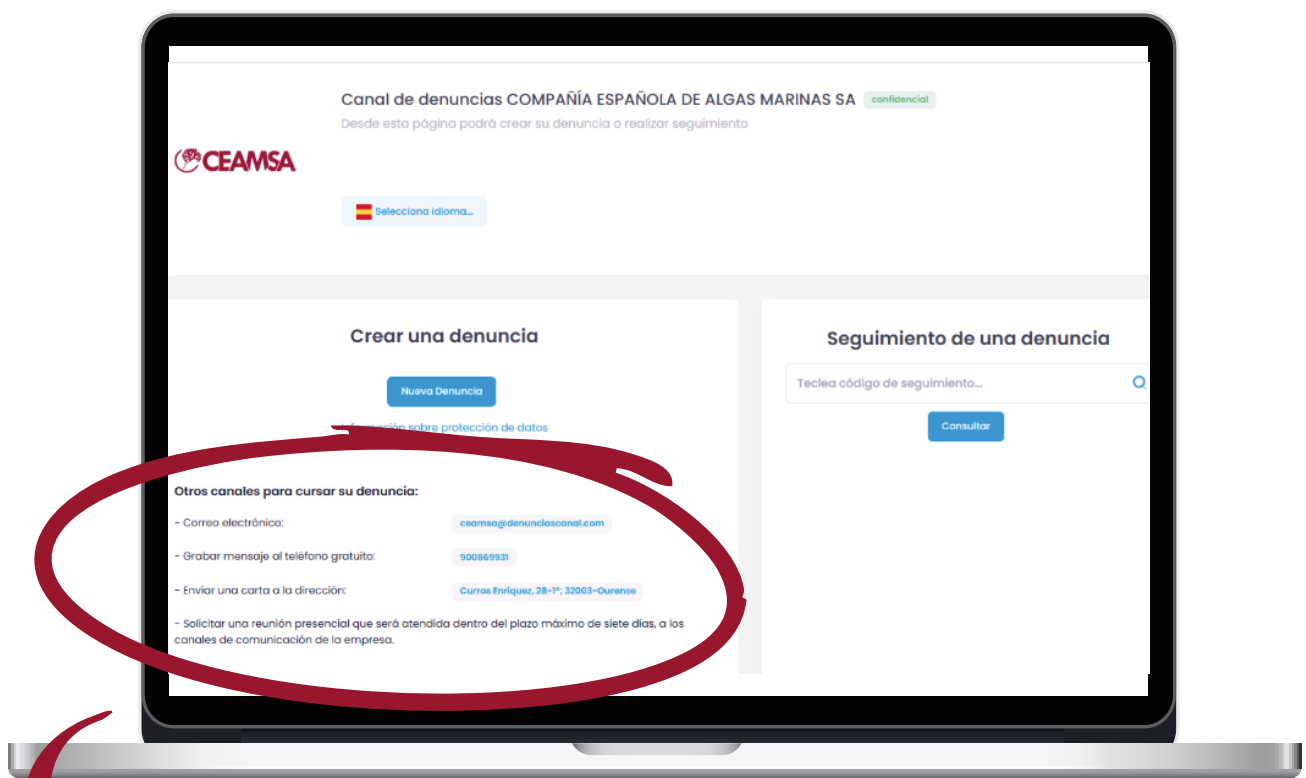 Canal de denuncias COMPAÑÍA ESPAÑOLA DE ALGAS MARINAS SA confidencial
Desde esta página podrá crear su denuncia o realizar seguimiento
CEAMSA
Selecciona idioma...
Crear una denuncia
Nueva Denuncia
Información sobre protección de datos
Otros canales para cursar su denuncia:
- Correo electrónico: ceamsa@denunciascanal.com
- Grabar mensaje al teléfono gratuito: 900869931
- Enviar una carta a la dirección: Curros Enríquez, 28-1º; 32003-Ourense
- Solicitar una reunión presencial que será atendida dentro del plazo máximo de siete días, a los
canales de comunicación de la empresa.
Seguimiento de una denuncia
Teclea código de seguimiento...
Consultar